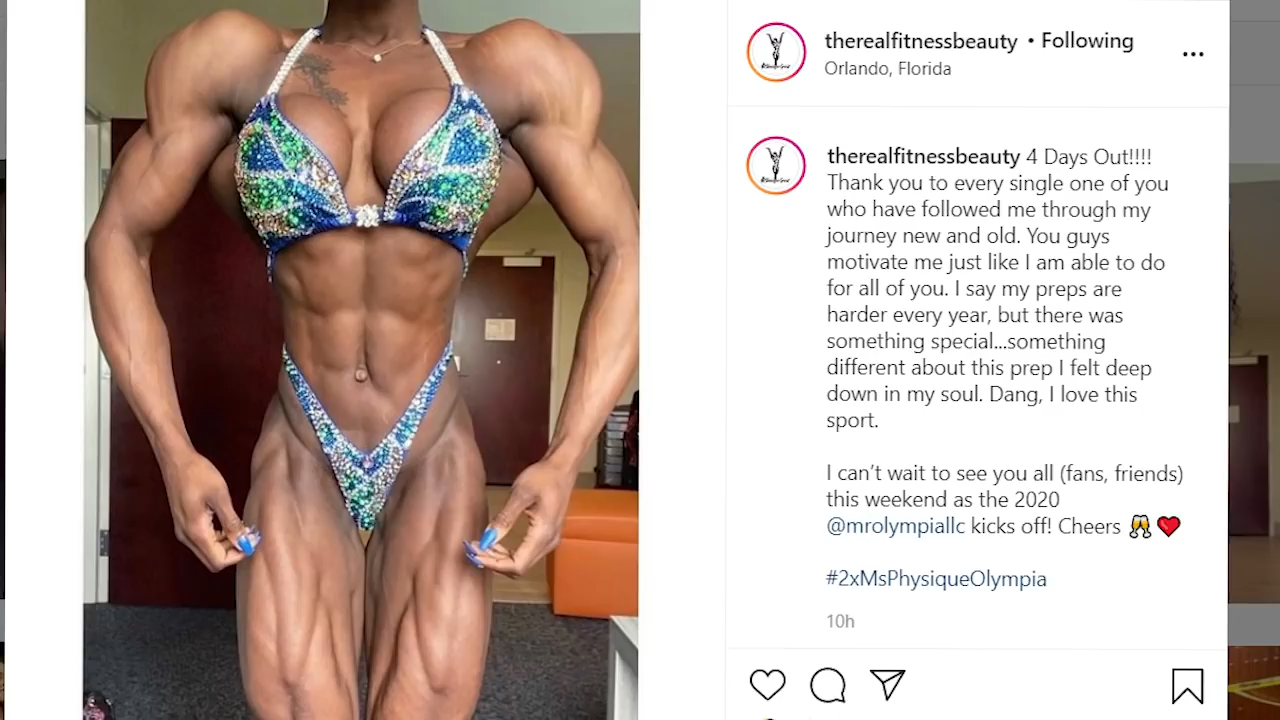 therealfitnessbeauty • Following
Orlando, Florida
therealfitnessbeauty 4 Days Out!!!!
Thank you to every single one of you
who have followed me through my
journey new and old. You guys
motivate me just like I am able to do
for all of you. I say my preps are
harder every year, but there was
something special...something
different about this prep I felt deep
down in my soul. Dang, I love this
sport.
I can’t wait to see you all (fans, friends)
this weekend as the 2020
@mrolympiallc kicks off! Cheers 🥂❤️
#2xMsPhysiqueOlympia
10h